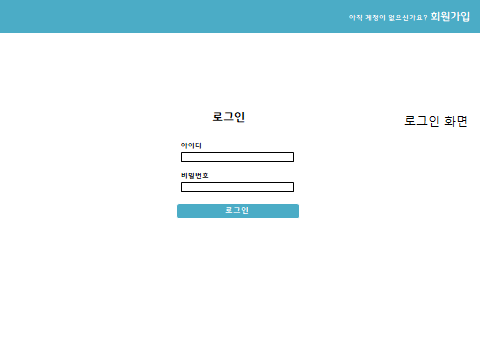 아직 계정이 없으신가요? 회원가입
로그인
로그인 화면
아이디
비밀번호
로그인